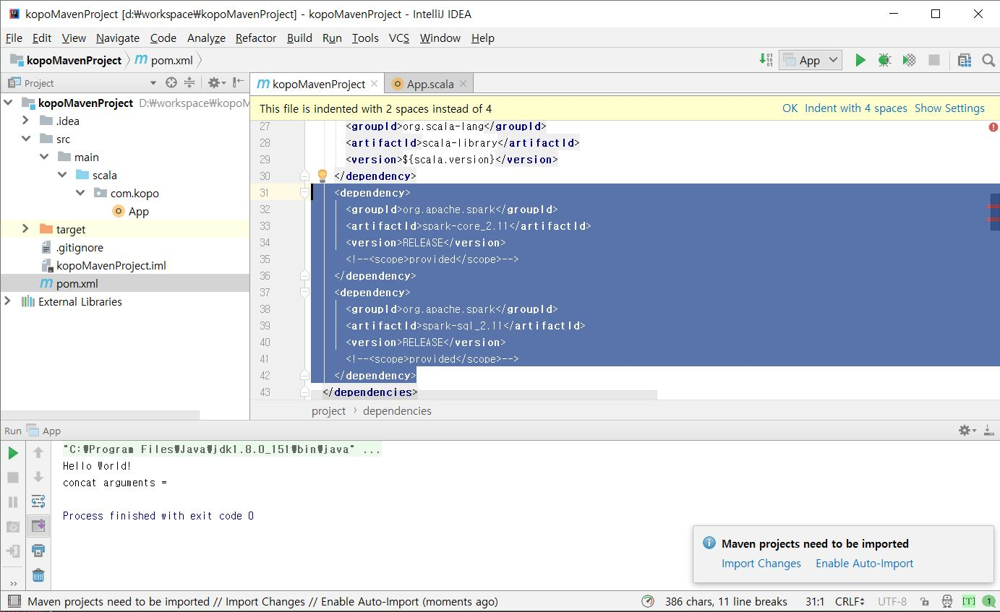 kopoMavenProject [d:₩workspace₩kopoMavenProject] - kopoMavenProject - IntelliJ IDEA
File Edit View Navigate Code Analyze Refactor Build Run Tools VCS Window Help
kopoMavenProject m pom.xml App
Project
m kopoMavenProject App.scala
kopoMavenProject D:₩workspace₩kopoM
.idea
src
main
scala
com.kopo
App
target
.gitignore
kopoMavenProject.iml
m pom.xml
External Libraries
This file is indented with 2 spaces instead of 4 OK Indent with 4 spaces Show Settings
27 <groupId>org.scala-lang</groupId>
28 <artifactId>scala-library</artifactId>
29 <version>${scala.version}</version>
30 </dependency>
31 <dependency>
32 <groupId>org.apache.spark</groupId>
33 <artifactId>spark-core_2.11</artifactId>
34 <version>RELEASE</version>
35 <!--<scope>provided</scope>-->
36 </dependency>
37 <dependency>
38 <groupId>org.apache.spark</groupId>
39 <artifactId>spark-sql_2.11</artifactId>
40 <version>RELEASE</version>
41 <!--<scope>provided</scope>-->
42 </dependency>
43 </dependencies>
project › dependencies
Run App
"C:₩Program Files₩Java₩jdk1.8.0_151₩bin₩java" ...
Hello World!
concat arguments =
Process finished with exit code 0
Maven projects need to be imported
Import Changes Enable Auto-Import
Maven projects need to be imported // Import Changes // Enable Auto-Import (moments ago) 386 chars, 11 line breaks 31:1 CRLF UTF-8 [T] 1